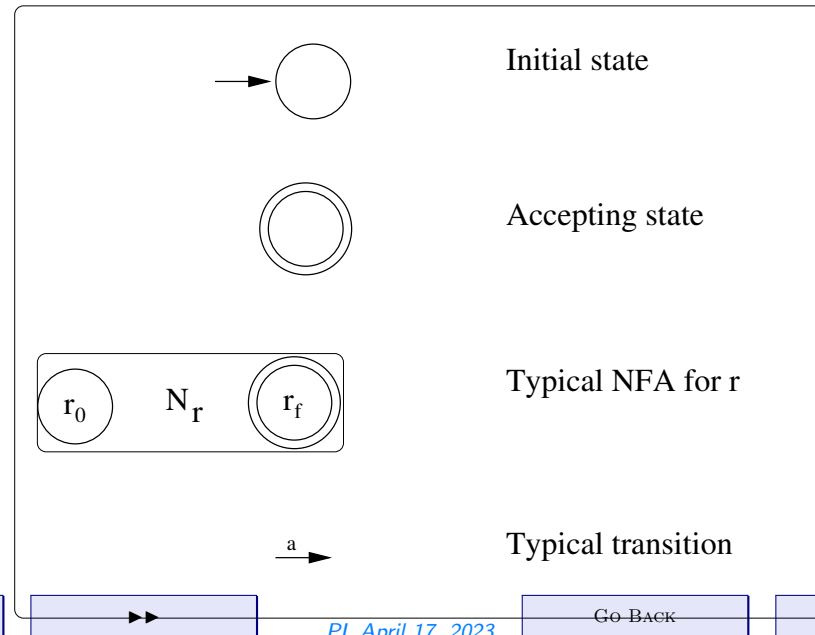 Initial state
Accepting state
r0 Nr rf Typical NFA for r
a
Typical transition
▶▶ PL April 17, 2023 GO BACK